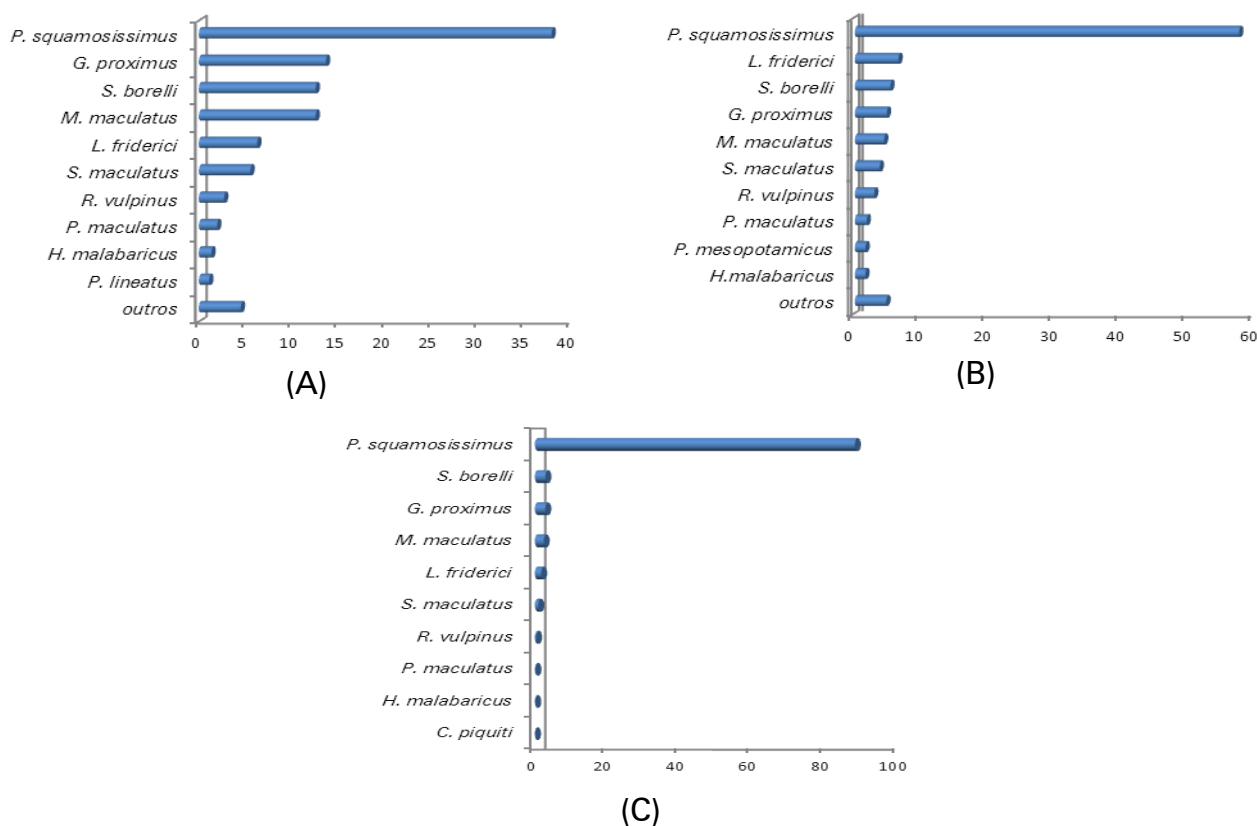 P. squamosissimus
G. proximus
S. borelli
M. maculatus
L. friderici
S. maculatus
R. vulpinus
P. maculatus
H. malabaricus
P. lineatus
outros
0 5 10 15 20 25 30 35 40
(A)
P. squamosissimus
L. friderici
S. borelli
G. proximus
M. maculatus
S. maculatus
R. vulpinus
P. maculatus
P. mesopotamicus
H.malabaricus
outros
0 10 20 30 40 50 60
(B)
P. squamosissimus
S. borelli
G. proximus
M. maculatus
L. friderici
S. maculatus
R. vulpinus
P. maculatus
H. malabaricus
C. piquiti
0 20 40 60 80 100
(C)